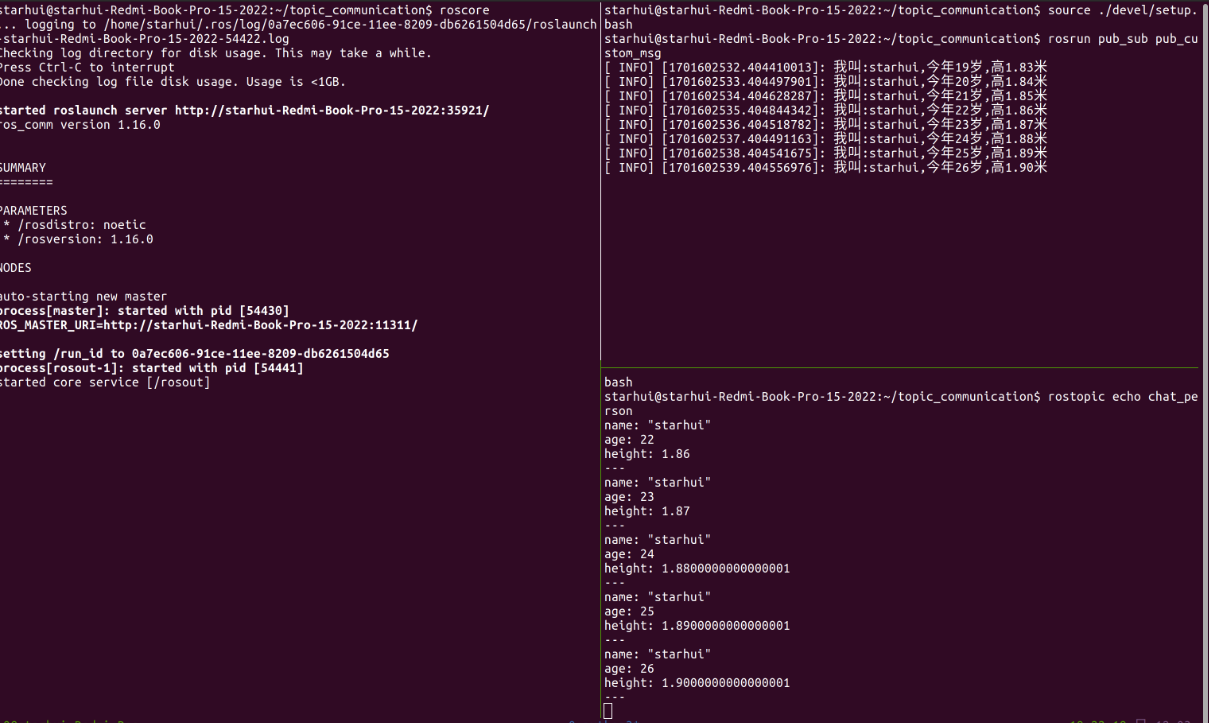 starhui@starhui-Redmi-Book-Pro-15-2022:~/topic_communication$ roscore
... logging to /home/starhui/.ros/log/0a7ec606-91ce-11ee-8209-db6261504d65/roslaunch
-starhui-Redmi-Book-Pro-15-2022-54422.log
Checking log directory for disk usage. This may take a while.
Press Ctrl-C to interrupt
Done checking log file disk usage. Usage is <1GB.
started roslaunch server http://starhui-Redmi-Book-Pro-15-2022:35921/
ros_comm version 1.16.0
SUMMARY
========
PARAMETERS
* /rosdistro: noetic
* /rosversion: 1.16.0
NODES
auto-starting new master
process[master]: started with pid [54430]
ROS_MASTER_URI=http://starhui-Redmi-Book-Pro-15-2022:11311/
setting /run_id to 0a7ec606-91ce-11ee-8209-db6261504d65
process[rosout-1]: started with pid [54441]
started core service [/rosout]
starhui@starhui-Redmi-Book-Pro-15-2022:~/topic_communication$ source ./devel/setup.
bash
starhui@starhui-Redmi-Book-Pro-15-2022:~/topic_communication$ rosrun pub_sub pub_cu
stom_msg
[ INFO] [1701602532.404410013]: 我叫:starhui,今年19岁,高1.83米
[ INFO] [1701602533.404497901]: 我叫:starhui,今年20岁,高1.84米
[ INFO] [1701602534.404628287]: 我叫:starhui,今年21岁,高1.85米
[ INFO] [1701602535.404844342]: 我叫:starhui,今年22岁,高1.86米
[ INFO] [1701602536.404518782]: 我叫:starhui,今年23岁,高1.87米
[ INFO] [1701602537.404491163]: 我叫:starhui,今年24岁,高1.88米
[ INFO] [1701602538.404541675]: 我叫:starhui,今年25岁,高1.89米
[ INFO] [1701602539.404556976]: 我叫:starhui,今年26岁,高1.90米
bash
starhui@starhui-Redmi-Book-Pro-15-2022:~/topic_communication$ rostopic echo chat_pe
rson
name: "starhui"
age: 22
height: 1.86
---
name: "starhui"
age: 23
height: 1.87
---
name: "starhui"
age: 24
height: 1.8800000000000001
---
name: "starhui"
age: 25
height: 1.8900000000000001
---
name: "starhui"
age: 26
height: 1.9000000000000001
---